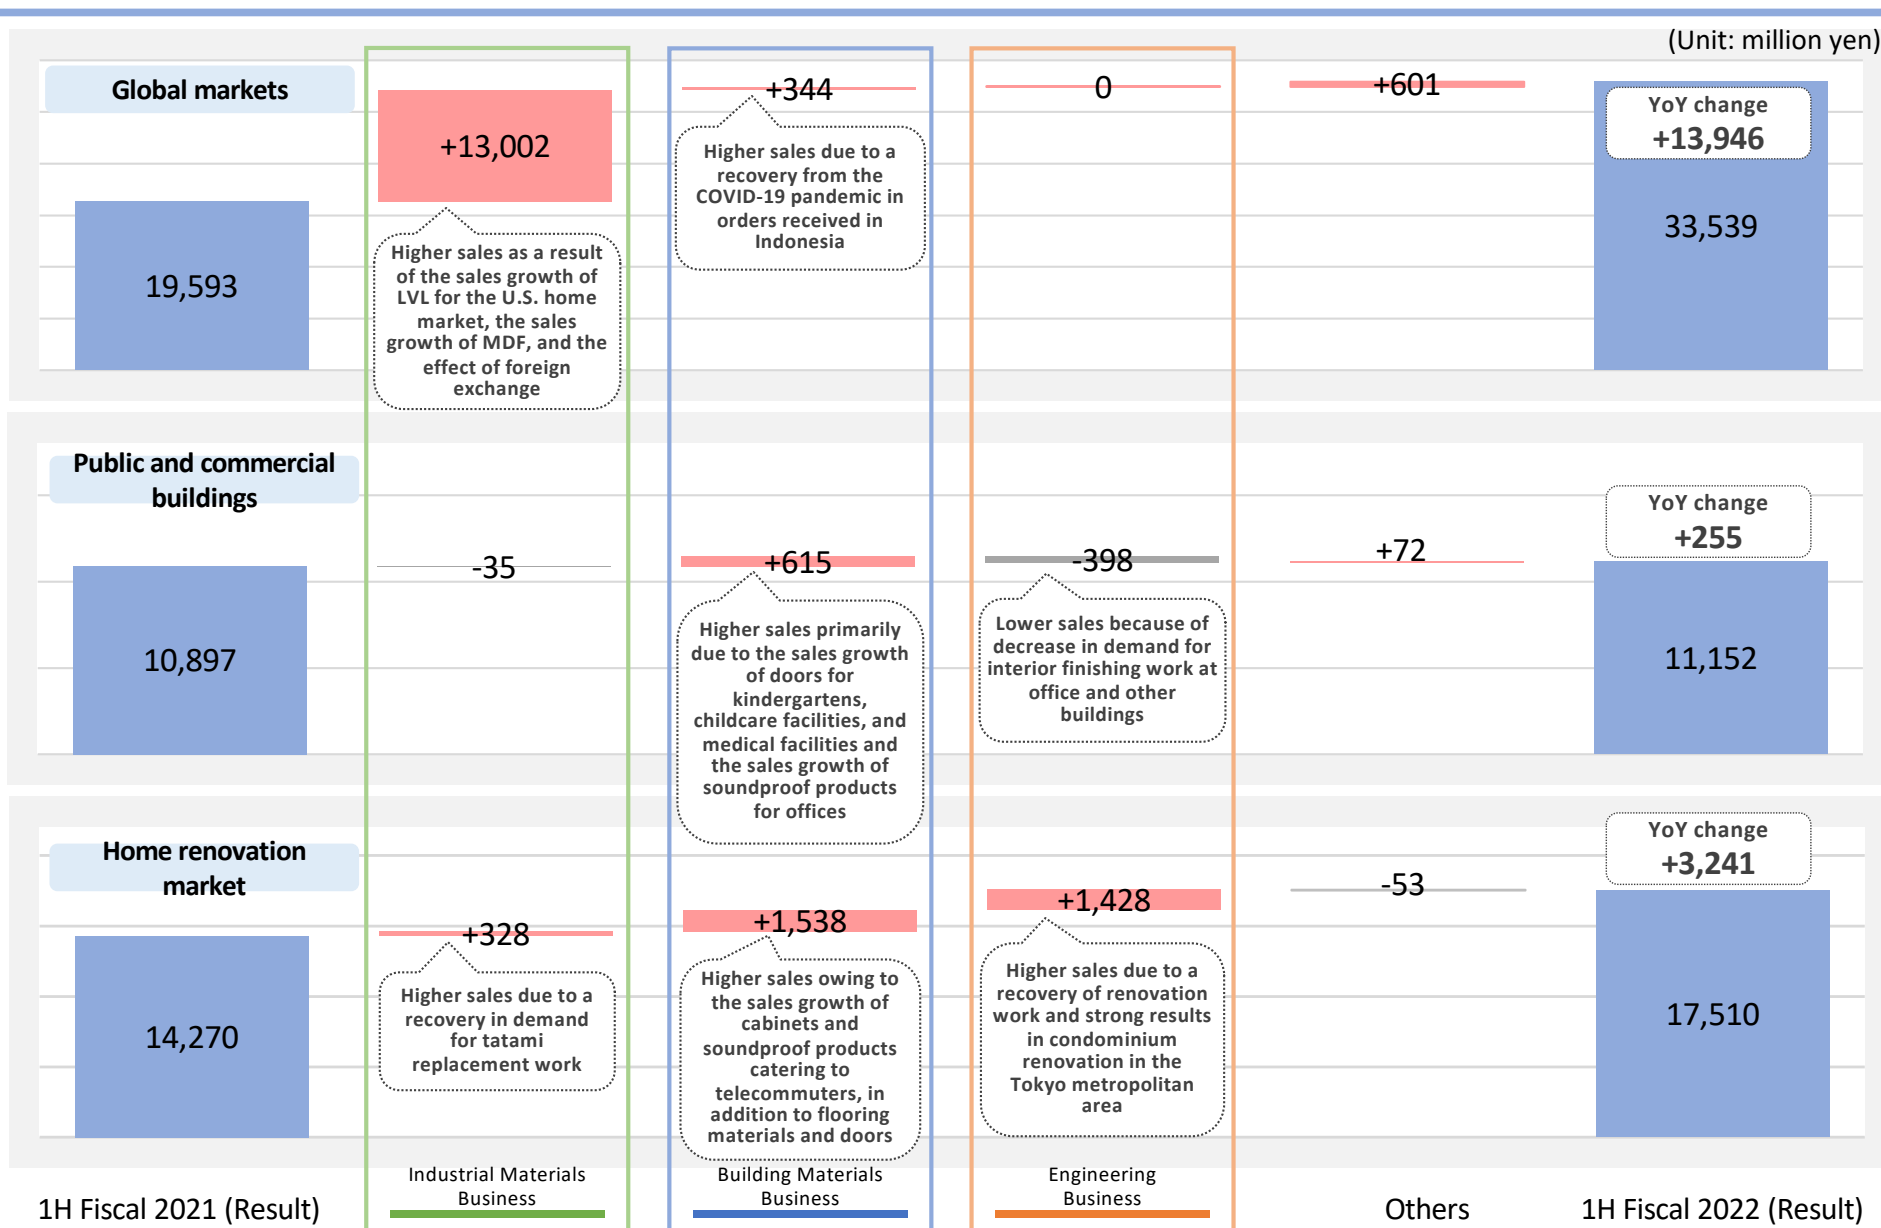 (Unit: million yen)
Global markets
19,593
+13,002
Higher sales as a result
of the sales growth of
LVL for the U.S. home
market, the sales
growth of MDF, and the
effect of foreign
exchange
+344
Higher sales due to a
recovery from the
COVID-19 pandemic in
orders received in
Indonesia
0
+601
YoY change
+13,946
33,539
Public and commercial
buildings
10,897
-35
+615
Higher sales primarily
due to the sales growth
of doors for
kindergartens,
childcare facilities, and
medical facilities and
the sales growth of
soundproof products
for offices
-398
Lower sales because of
decrease in demand for
interior finishing work at
office and other
buildings
+72
YoY change
+255
11,152
Home renovation
market
14,270
+328
Higher sales due to a
recovery in demand
for tatami
replacement work
+1,538
Higher sales owing to
the sales growth of
cabinets and
soundproof products
catering to
telecommuters, in
addition to flooring
materials and doors
+1,428
Higher sales due to a
recovery of renovation
work and strong results
in condominium
renovation in the
Tokyo metropolitan
area
-53
YoY change
+3,241
17,510
1H Fiscal 2021 (Result)
Industrial Materials
Business
Building Materials
Business
Engineering
Business
Others
1H Fiscal 2022 (Result)